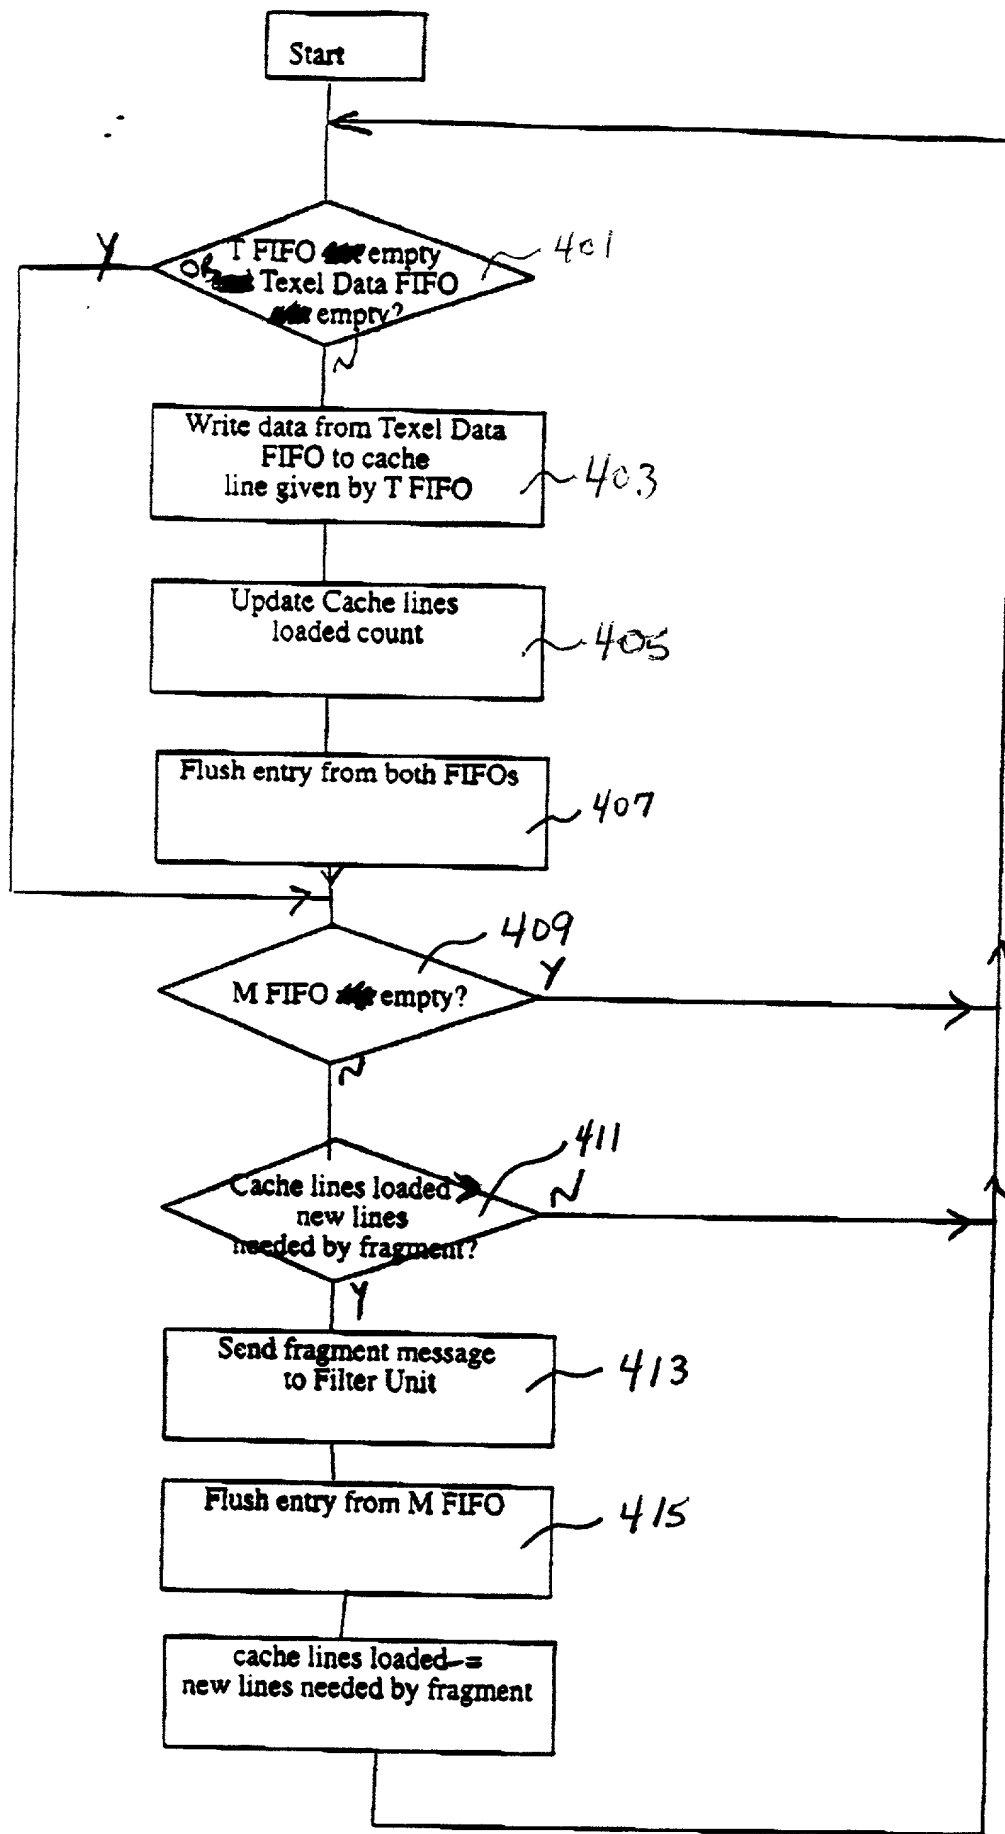 Start
Y
T FIFO empty
OR Texel Data FIFO
empty?
401
N
Write data from Texel Data
FIFO to cache
line given by T FIFO
403
Update Cache lines
loaded count
405
Flush entry from both FIFOs
407
409
M FIFO empty?
Y
N
411
Cache lines loaded >
new lines
needed by fragment?
N
Y
Send fragment message
to Filter Unit
413
Flush entry from M FIFO
415
cache lines loaded -=
new lines needed by fragment